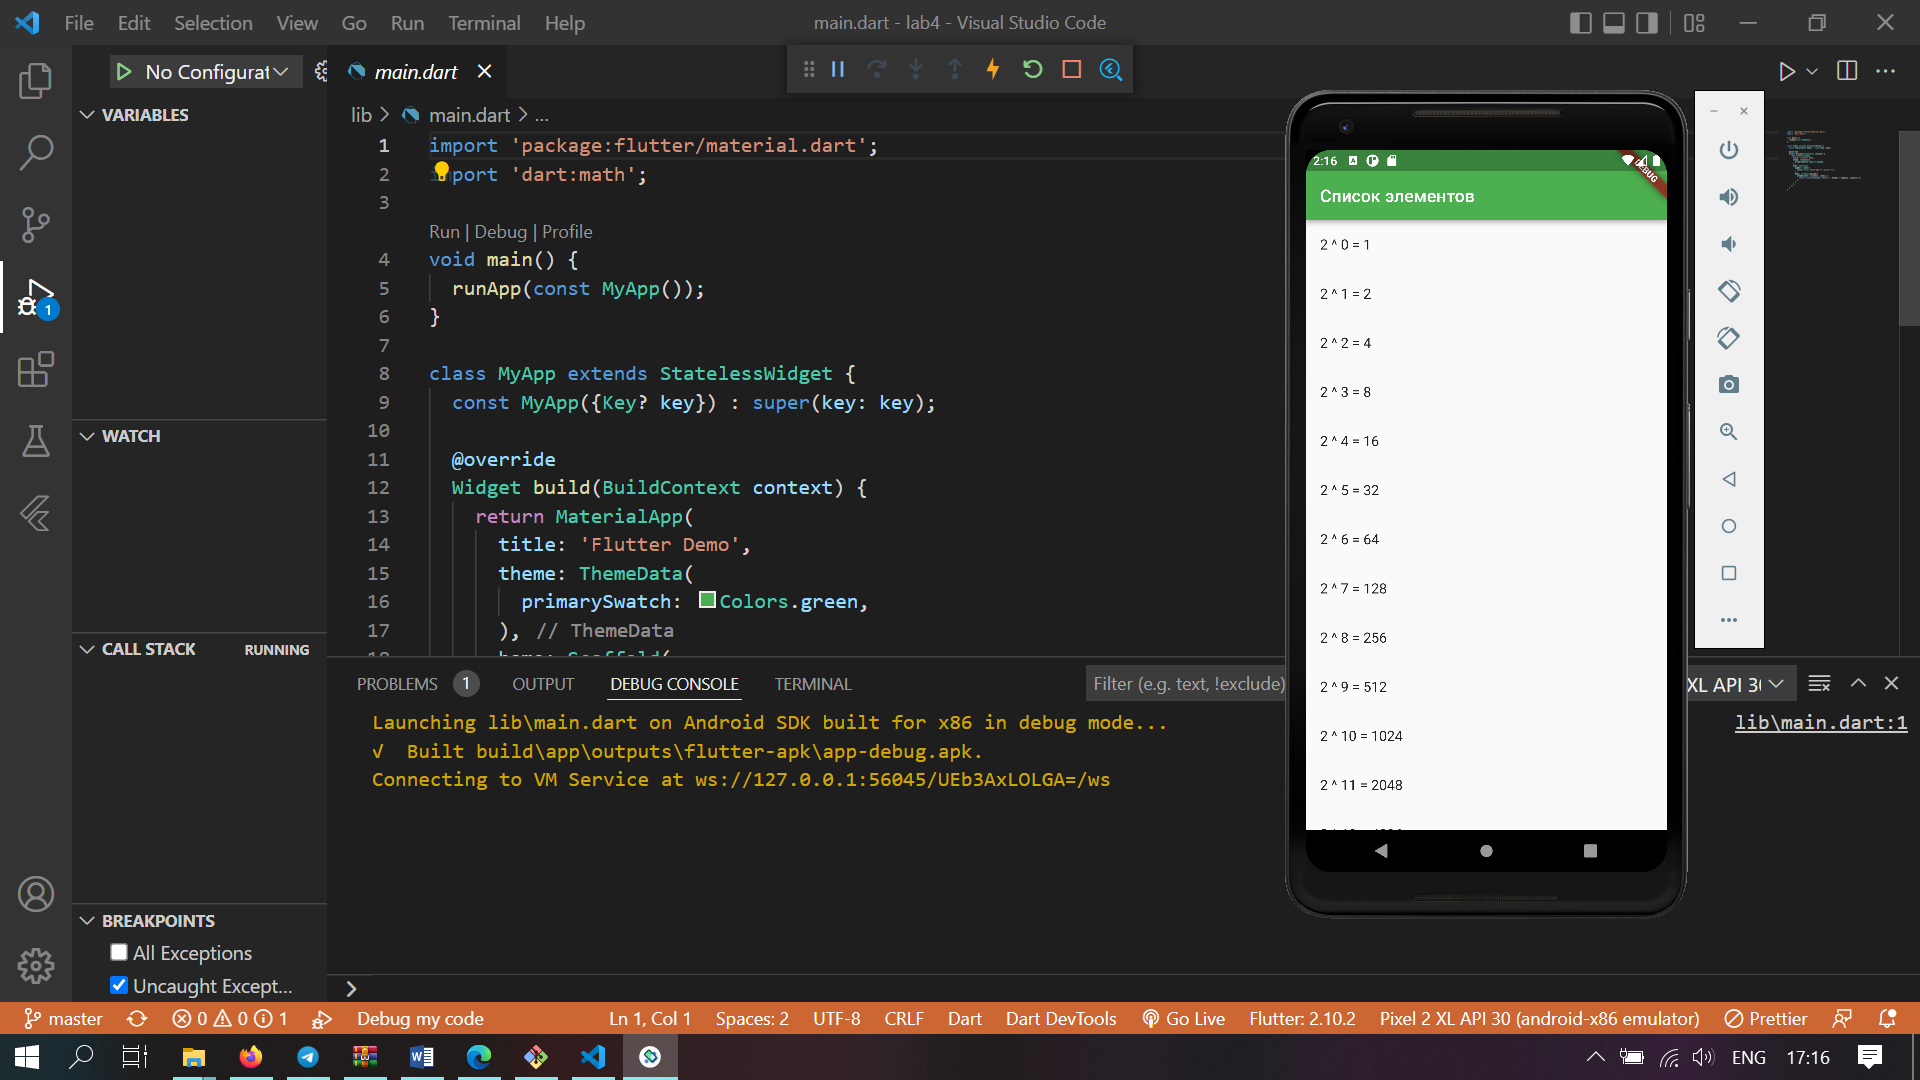 File Edit Selection View Go Run Terminal Help
main.dart - lab4 - Visual Studio Code
No Configurat
main.dart
VARIABLES
WATCH
CALL STACK RUNNING
BREAKPOINTS
All Exceptions
Uncaught Except...
lib > main.dart > ...
1 import 'package:flutter/material.dart';
2 import 'dart:math';
3
Run | Debug | Profile
4 void main() {
5 runApp(const MyApp());
6 }
7
8 class MyApp extends StatelessWidget {
9 const MyApp({Key? key}) : super(key: key);
10
11 @override
12 Widget build(BuildContext context) {
13 return MaterialApp(
14 title: 'Flutter Demo',
15 theme: ThemeData(
16 primarySwatch: Colors.green,
17 ), // ThemeData
PROBLEMS 1 OUTPUT DEBUG CONSOLE TERMINAL
Filter (e.g. text, !exclude)
XL API 3
Launching lib\main.dart on Android SDK built for x86 in debug mode...
lib\main.dart:1
√ Built build\app\outputs\flutter-apk\app-debug.apk.
Connecting to VM Service at ws://127.0.0.1:56045/UEb3AxLOLGA=/ws
2:16
DEBUG
Список элементов
2 ^ 0 = 1
2 ^ 1 = 2
2 ^ 2 = 4
2 ^ 3 = 8
2 ^ 4 = 16
2 ^ 5 = 32
2 ^ 6 = 64
2 ^ 7 = 128
2 ^ 8 = 256
2 ^ 9 = 512
2 ^ 10 = 1024
2 ^ 11 = 2048
1
master 0 0 1 Debug my code Ln 1, Col 1 Spaces: 2 UTF-8 CRLF Dart Dart DevTools Go Live Flutter: 2.10.2 Pixel 2 XL API 30 (android-x86 emulator) Prettier
ENG 17:16